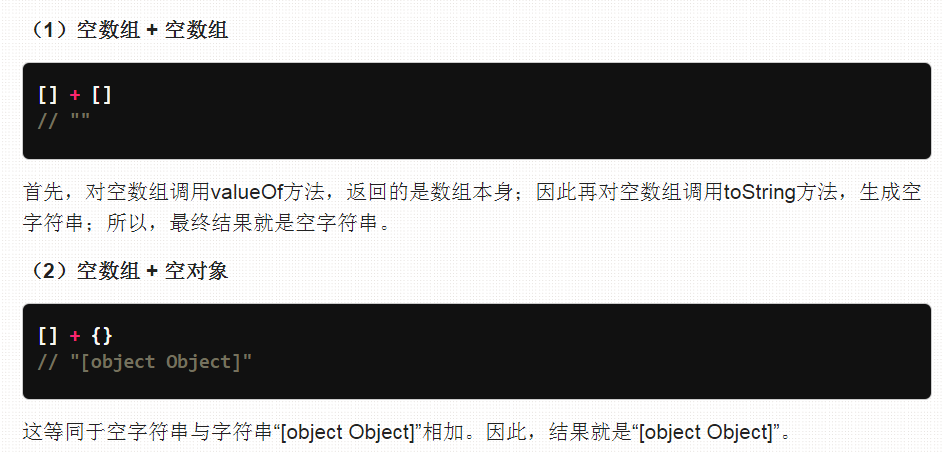 （1）空数组 + 空数组
[] + []
// ""
首先，对空数组调用valueOf方法，返回的是数组本身；因此再对空数组调用toString方法，生成空
字符串；所以，最终结果就是空字符串。
（2）空数组 + 空对象
[] + {}
// "[object Object]"
这等同于空字符串与字符串“[object Object]”相加。因此，结果就是“[object Object]”。